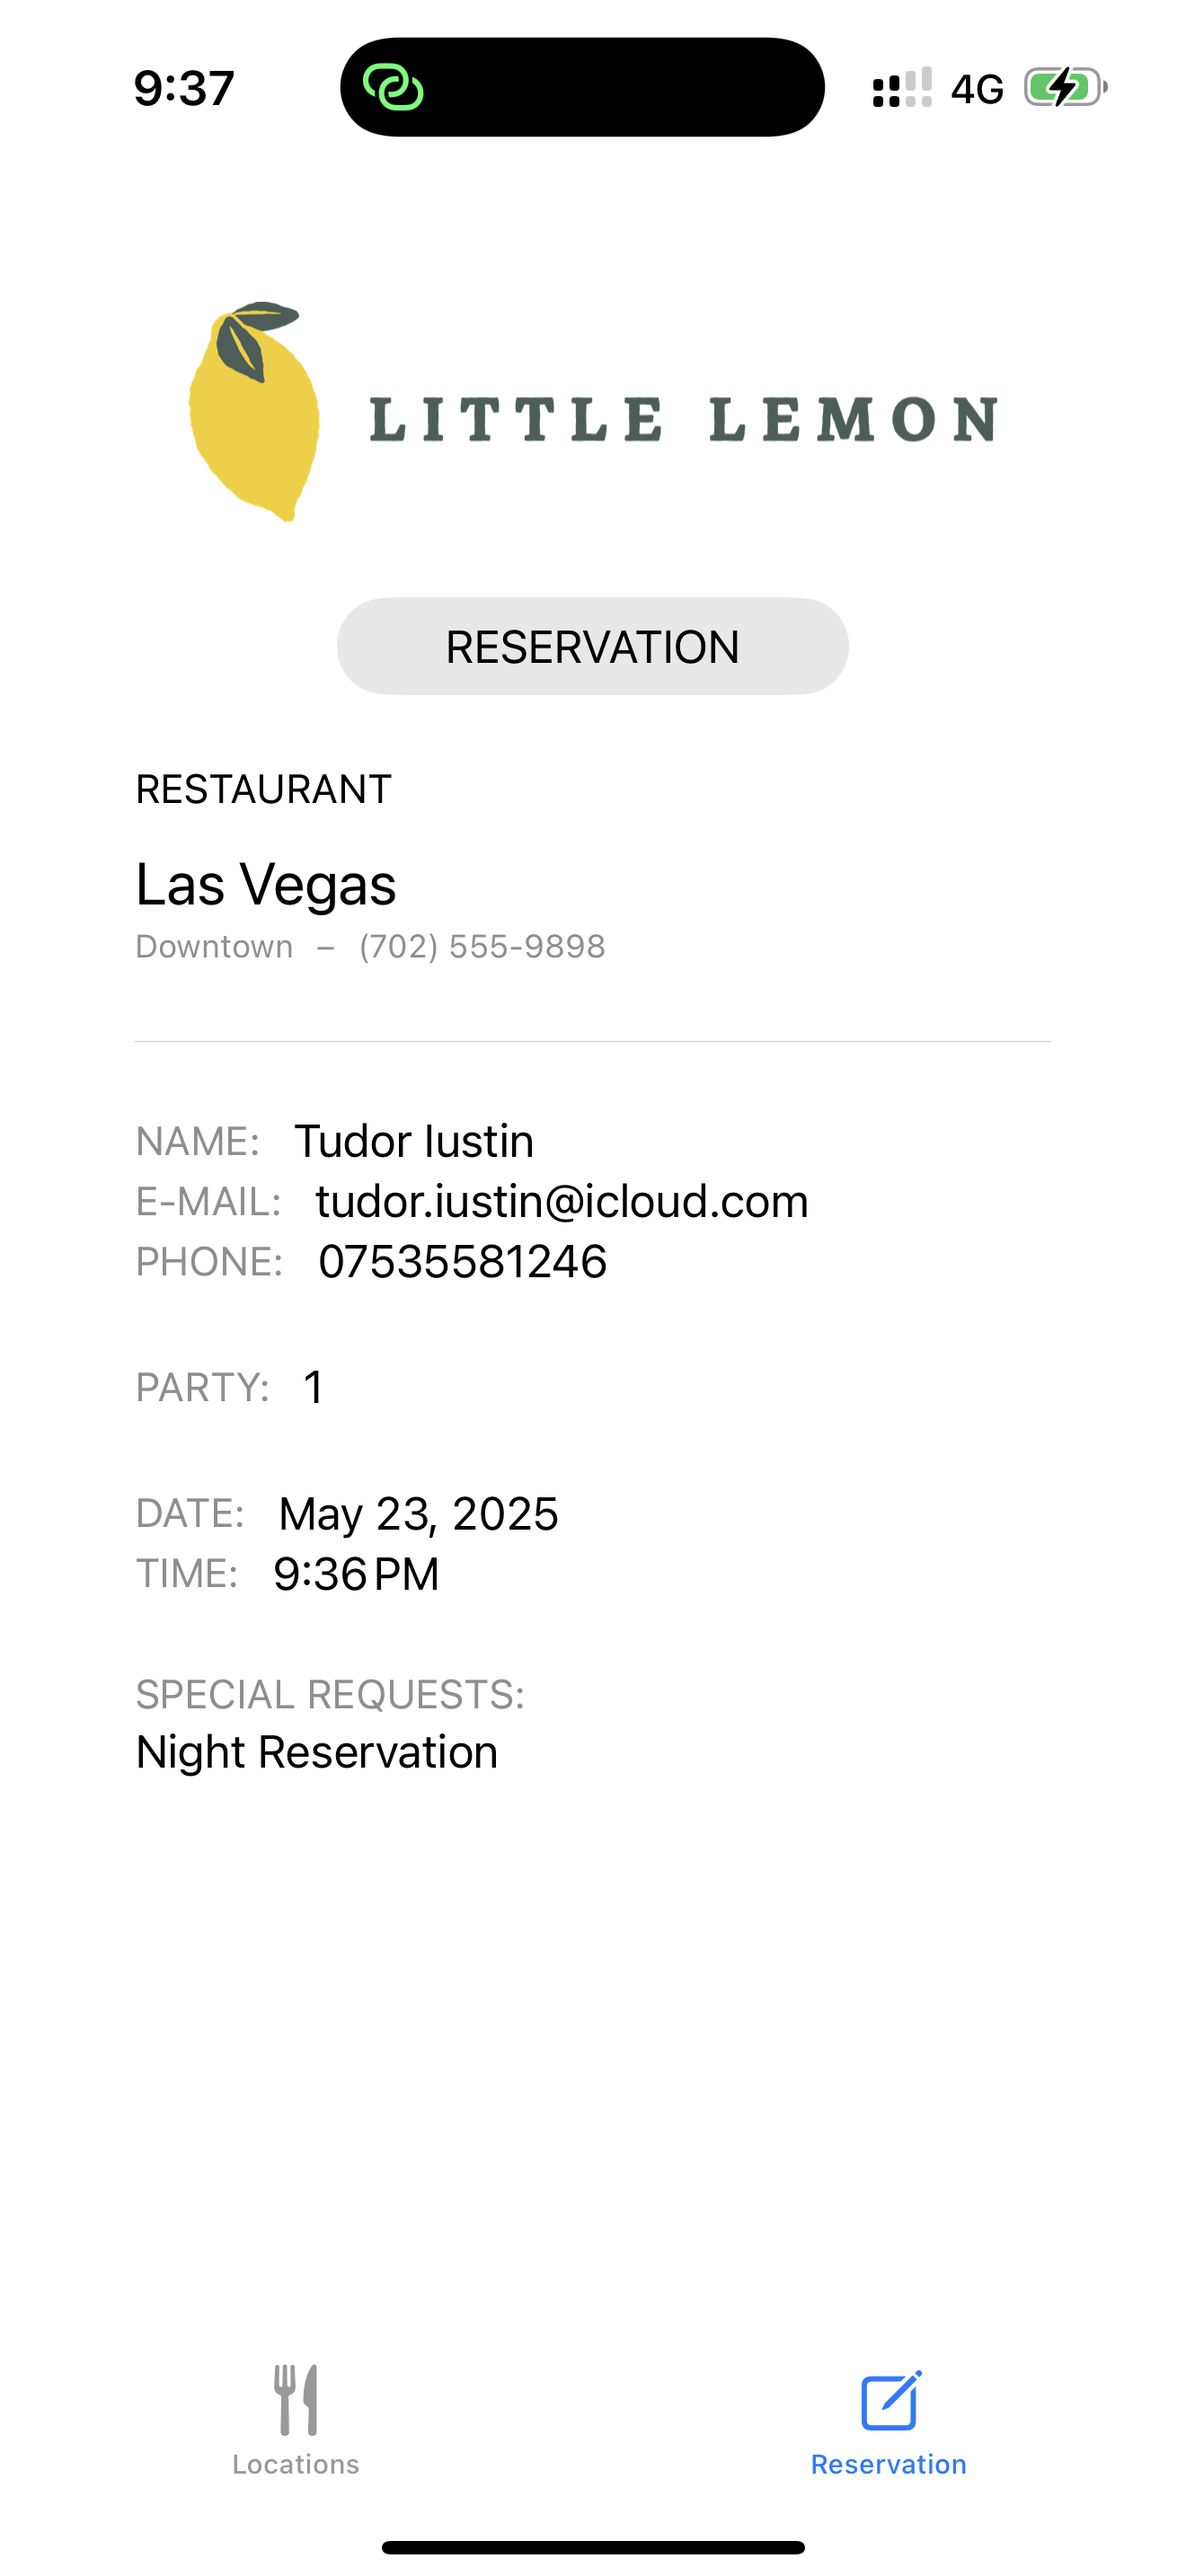 9:37 4G
LITTLE LEMON
RESERVATION
RESTAURANT
Las Vegas
Downtown – (702) 555-9898
NAME: Tudor Iustin
E-MAIL: tudor.iustin@icloud.com
PHONE: 07535581246
PARTY: 1
DATE: May 23, 2025
TIME: 9:36 PM
SPECIAL REQUESTS:
Night Reservation
Locations Reservation